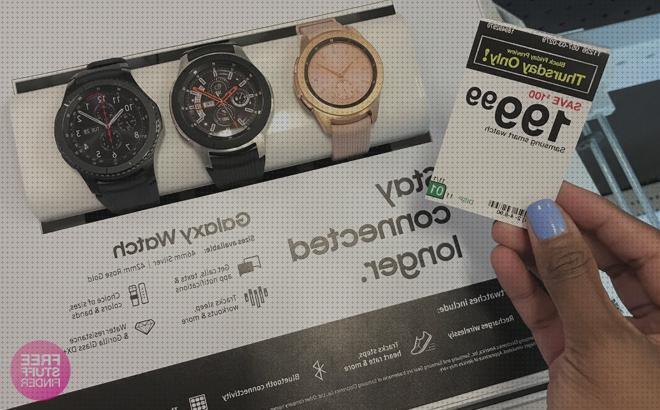 Black Friday Preview
Thursday Only!
SAVE $100
199 99
Samsung smart watch
Stay
connected
longer.
Galaxy Watch
Sizes available: 46mm Silver | 42mm Rose Gold
Get calls, texts &
app notifications
Choice of sizes,
colors & bands
Tracks sleep,
workouts & more
Water resistance
& Gorilla Glass DX+
twatches include:
Recharges wirelessly
Tracks steps,
heart rate & more
Bluetooth connectivity
FREE
STUFF
FINDER